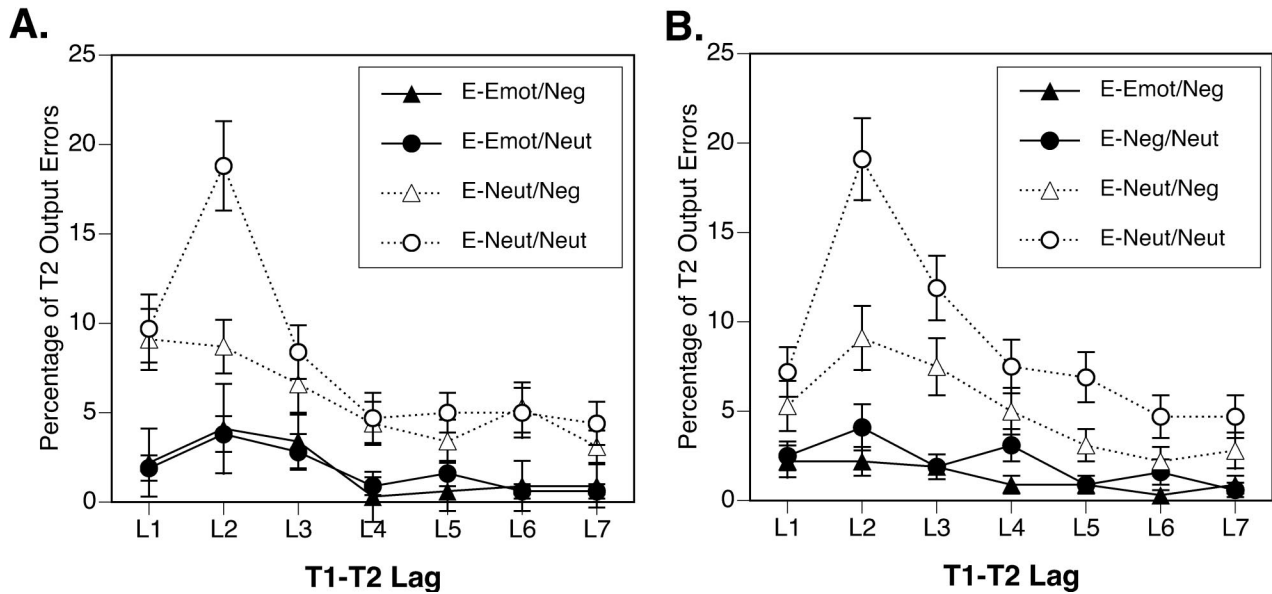 A.
Percentage of T2 Output Errors
25
20
15
10
5
0
E-Emot/Neg
E-Emot/Neut
E-Neut/Neg
E-Neut/Neut
L1 L2 L3 L4 L5 L6 L7
T1-T2 Lag
B.
Percentage of T2 Output Errors
25
20
15
10
5
0
E-Emot/Neg
E-Neg/Neut
E-Neut/Neg
E-Neut/Neut
L1 L2 L3 L4 L5 L6 L7
T1-T2 Lag